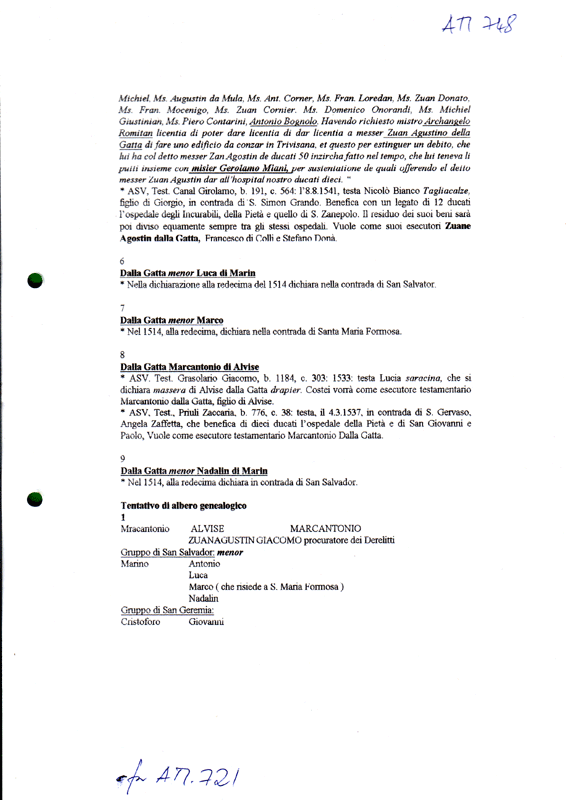 ATI 748
Michiel, Ms. Augustin da Mula, Ms. Ant. Corner, Ms. Fran. Loredan, Ms. Zuan Donato,
Ms. Fran. Mocenigo, Ms. Zuan Cornier. Ms. Domenico Onorandi, Ms. Michiel
Giustinian, Ms. Piero Contarini, Antonio Bognolo. Havendo richiesto mistro Archangelo
Romitan licentia di poter dare licentia di dar licentia a messer Zuan Agustino della
Gatta di fare uno edificio da conzar in Trivisana, et questo per estinguer un debito, che
lui ha col detto messer Zan Agostin de ducati 50 inzircha fatto nel tempo, che lui teneva li
putti insieme con misier Gerolamo Miani, per sustentatione de quali offerendo el detto
messer Zuan Agustin dar all'hospital nostro ducati dieci. "
* ASV, Test. Canal Girolamo, b. 191, c. 564: l'8.8.1541, testa Nicolò Bianco Tagliacalze,
figlio di Giorgio, in contrada di S. Simon Grando. Benefica con un legato di 12 ducati
l'ospedale degli Incurabili, della Pietà e quello di S. Zanepolo. Il residuo dei suoi beni sarà
poi diviso equamente sempre tra gli stessi ospedali. Vuole come suoi esecutori Zuane
Agostin dalla Gatta, Francesco di Colli e Stefano Donà.
6
Dalla Gatta menor Luca di Marin
* Nella dichiarazione alla redecima del 1514 dichiara nella contrada di San Salvator.
7
Dalla Gatta menor Marco
* Nel 1514, alla redecima, dichiara nella contrada di Santa Maria Formosa.
8
Dalla Gatta Marcantonio di Alvise
* ASV. Test. Grasolario Giacomo, b. 1184, c. 303: 1533: testa Lucia saracina, che si
dichiara massera di Alvise dalla Gatta drapier. Costei vorrà come esecutore testamentario
Marcantonio dalla Gatta, figlio di Alvise.
* ASV, Test., Priuli Zaccaria, b. 776, c. 38: testa, il 4.3.1537, in contrada di S. Gervaso,
Angela Zaffetta, che benefica di dieci ducati l'ospedale della Pietà e di San Giovanni e
Paolo, Vuole come esecutore testamentario Marcantonio Dalla Gatta.
9
Dalla Gatta menor Nadalin di Marin
* Nel 1514, alla redecima dichiara in contrada di San Salvador.
Tentativo di albero genealogico
1
Mracantonio ALVISE MARCANTONIO
ZUANAGUSTIN GIACOMO procuratore dei Derelitti
Gruppo di San Salvador: menor
Marino Antonio
Luca
Marco ( che risiede a S. Maria Formosa )
Nadalin
Gruppo di San Geremia:
Cristoforo Giovanni
cfr ATI. 721